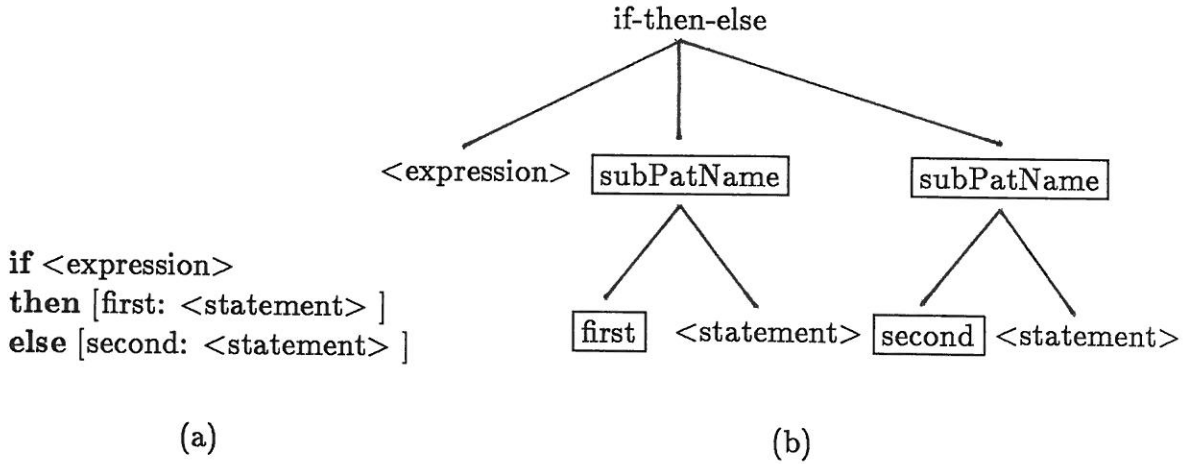 if-then-else
<expression> subPatName subPatName
if <expression>
then [first: <statement> ]
else [second: <statement> ]
first <statement> second <statement>
(a) (b)